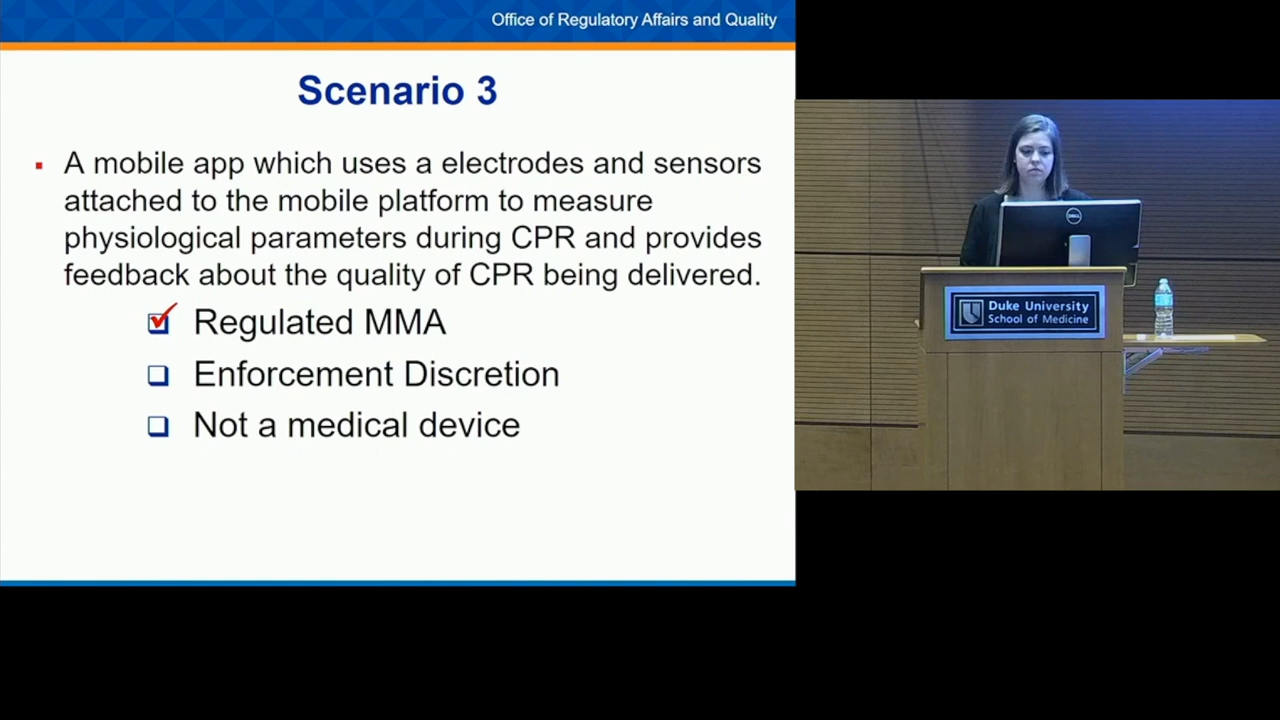 Office of Regulatory Affairs and Quality
Scenario 3
A mobile app which uses a electrodes and sensors
attached to the mobile platform to measure
physiological parameters during CPR and provides
feedback about the quality of CPR being delivered.
Regulated MMA
Enforcement Discretion
Not a medical device
DELL
Duke University
School of Medicine